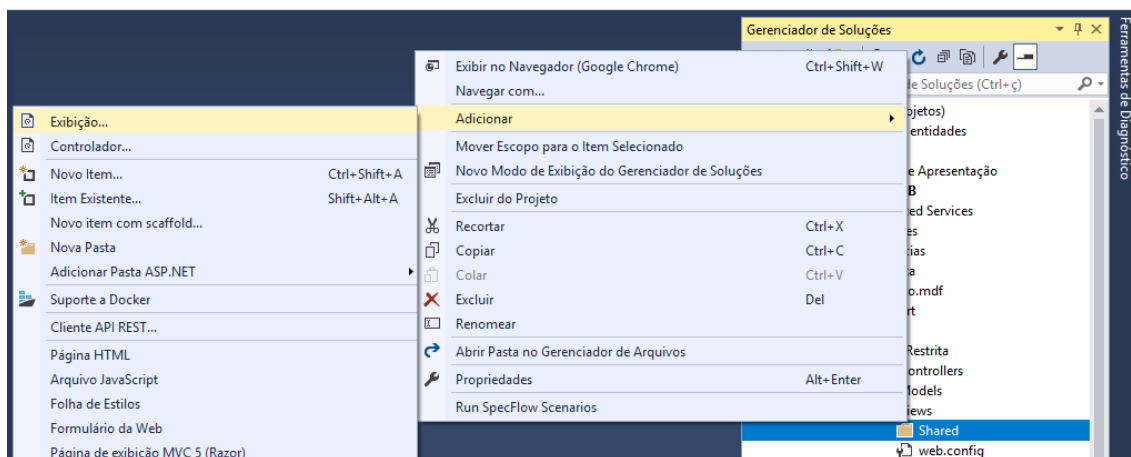 Gerenciador de Soluções
Exibir no Navegador (Google Chrome) Ctrl+Shift+W
Navegar com...
Adicionar
Mover Escopo para o Item Selecionado
Novo Modo de Exibição do Gerenciador de Soluções
Excluir do Projeto
Recortar Ctrl+X
Copiar Ctrl+C
Colar Ctrl+V
Excluir Del
Renomear
Abrir Pasta no Gerenciador de Arquivos
Propriedades Alt+Enter
Run SpecFlow Scenarios
Exibição...
Controlador...
Novo Item... Ctrl+Shift+A
Item Existente... Shift+Alt+A
Novo item com scaffold...
Nova Pasta
Adicionar Pasta ASP.NET
Suporte a Docker
Cliente API REST...
Página HTML
Arquivo JavaScript
Folha de Estilos
Formulário da Web
Página de exibição MVC 5 (Razor)
de Soluções (Ctrl+ç)
ojetos)
entidades
e Apresentação
B
ed Services
es
ias
a
o.mdf
rt
Restrita
ontrollers
odels
iews
Shared
web.config
Ferramentas de Diagnóstico